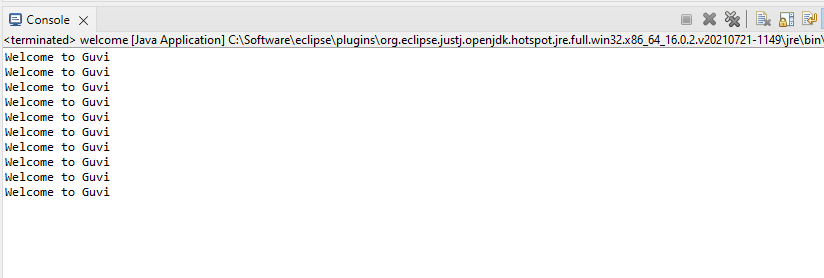 Console
<terminated> welcome [Java Application] C:\Software\eclipse\plugins\org.eclipse.justj.openjdk.hotspot.jre.full.win32.x86_64_16.0.2.v20210721-1149\jre\bin\
Welcome to Guvi
Welcome to Guvi
Welcome to Guvi
Welcome to Guvi
Welcome to Guvi
Welcome to Guvi
Welcome to Guvi
Welcome to Guvi
Welcome to Guvi
Welcome to Guvi